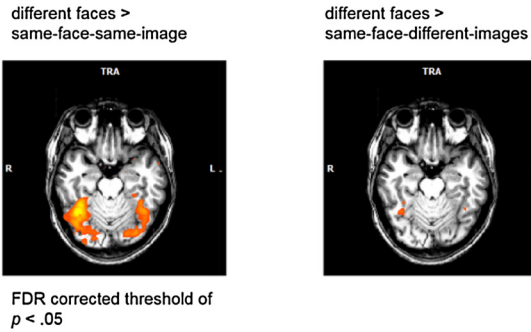 different faces >
same-face-same-image
different faces >
same-face-different-images
TRA
R
L
TRA
R
FDR corrected threshold of
p < .05